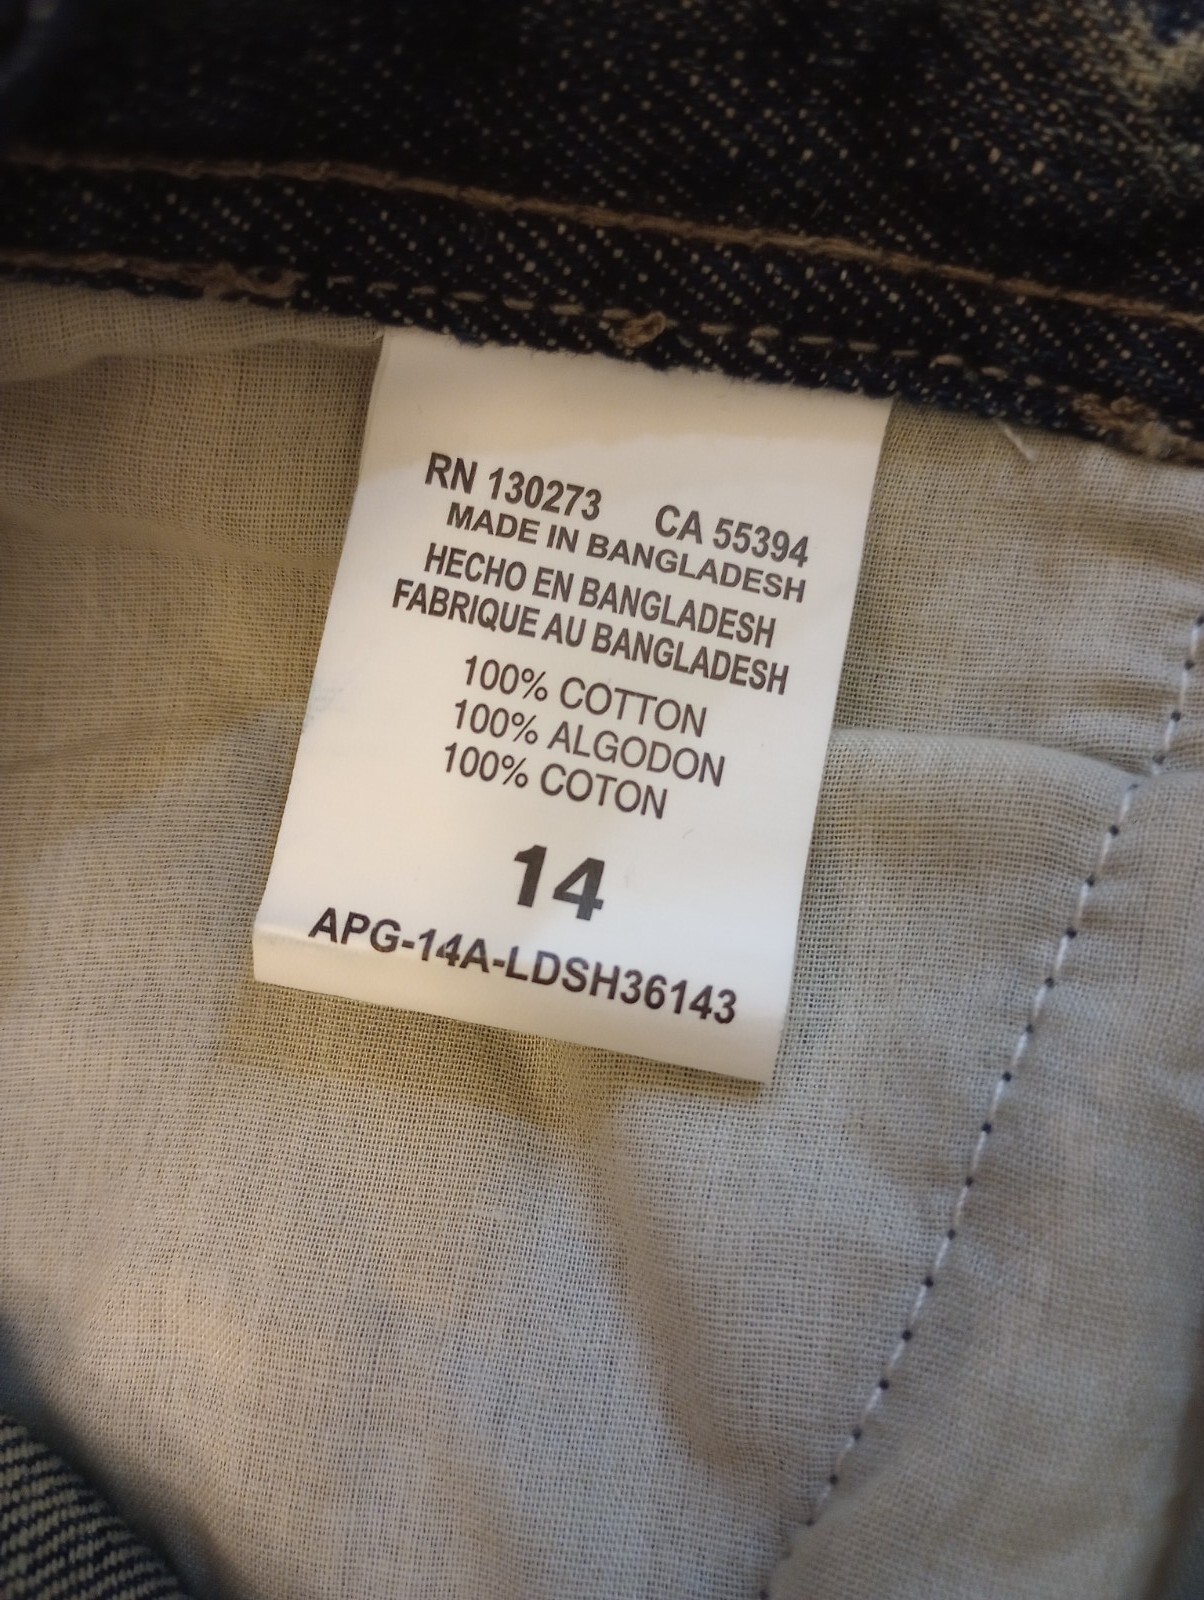 RN 130273 CA 55394
MADE IN BANGLADESH
HECHO EN BANGLADESH
FABRIQUE AU BANGLADESH
100% COTTON
100% ALGODON
100% COTON
14
APG-14A-LDSH36143